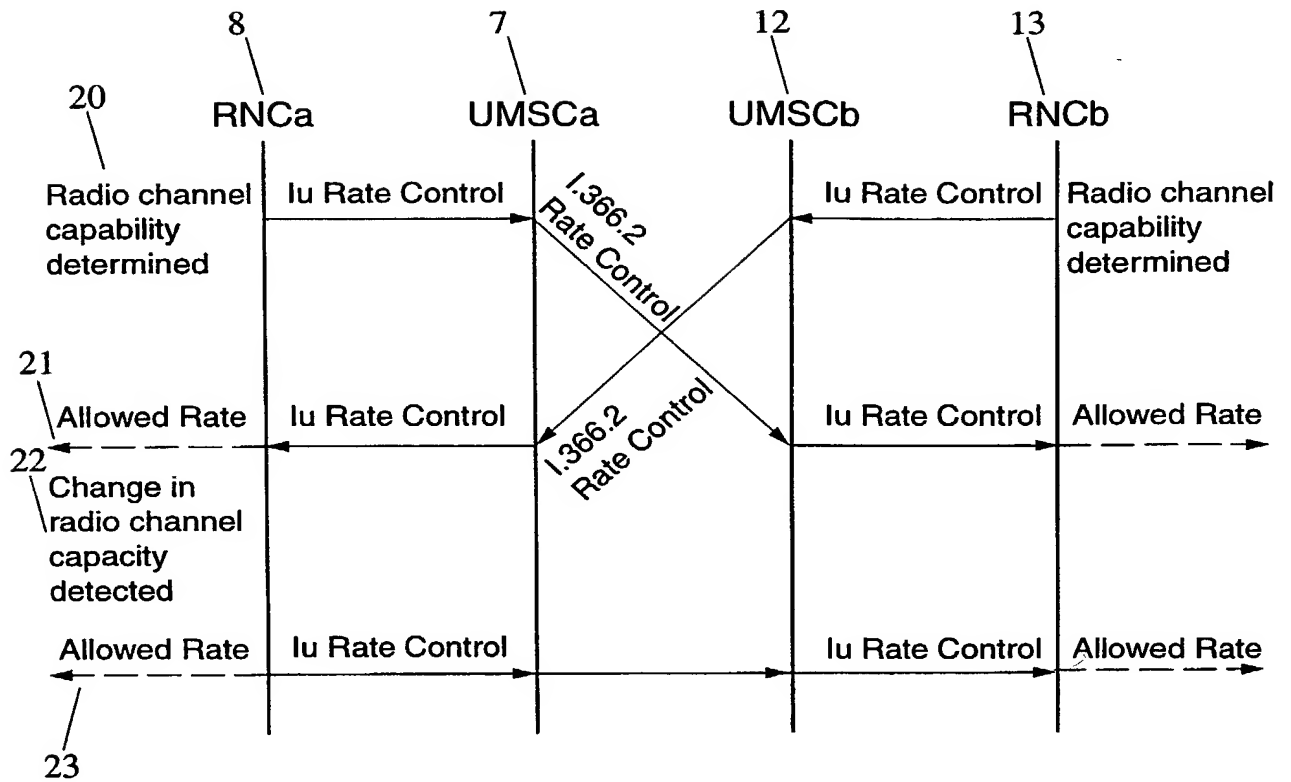 8
7
12
13
20
RNCa
UMSCa
UMSCb
RNCb
Radio channel
capability
determined
Iu Rate Control
I.366.2
Rate Control
Iu Rate Control
Radio channel
capability
determined
21
Allowed Rate
Iu Rate Control
I.366.2
Rate Control
Iu Rate Control
Allowed Rate
22
Change in
radio channel
capacity
detected
Allowed Rate
Iu Rate Control
Iu Rate Control
Allowed Rate
23